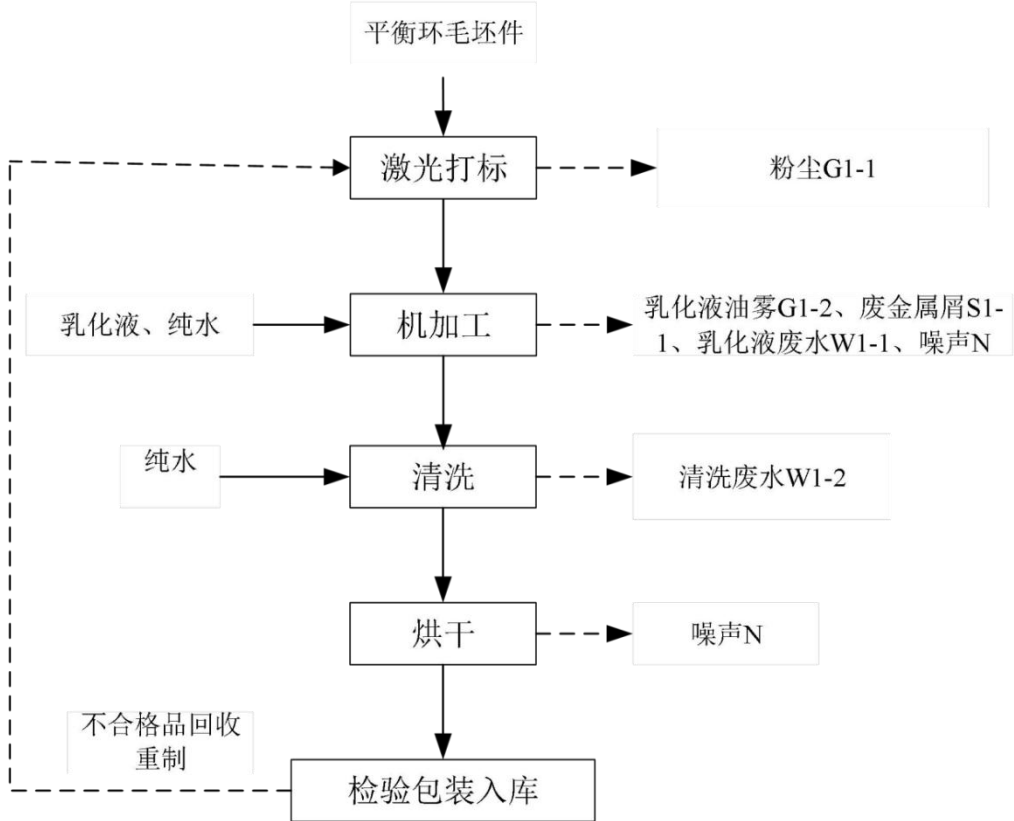 平衡环毛坯件
激光打标
粉尘G1-1
乳化液、纯水
机加工
乳化液油雾G1-2、废金属屑S1-
1、乳化液废水W1-1、噪声N
纯水
清洗
清洗废水W1-2
烘干
噪声N
不合格品回收
重制
检验包装入库